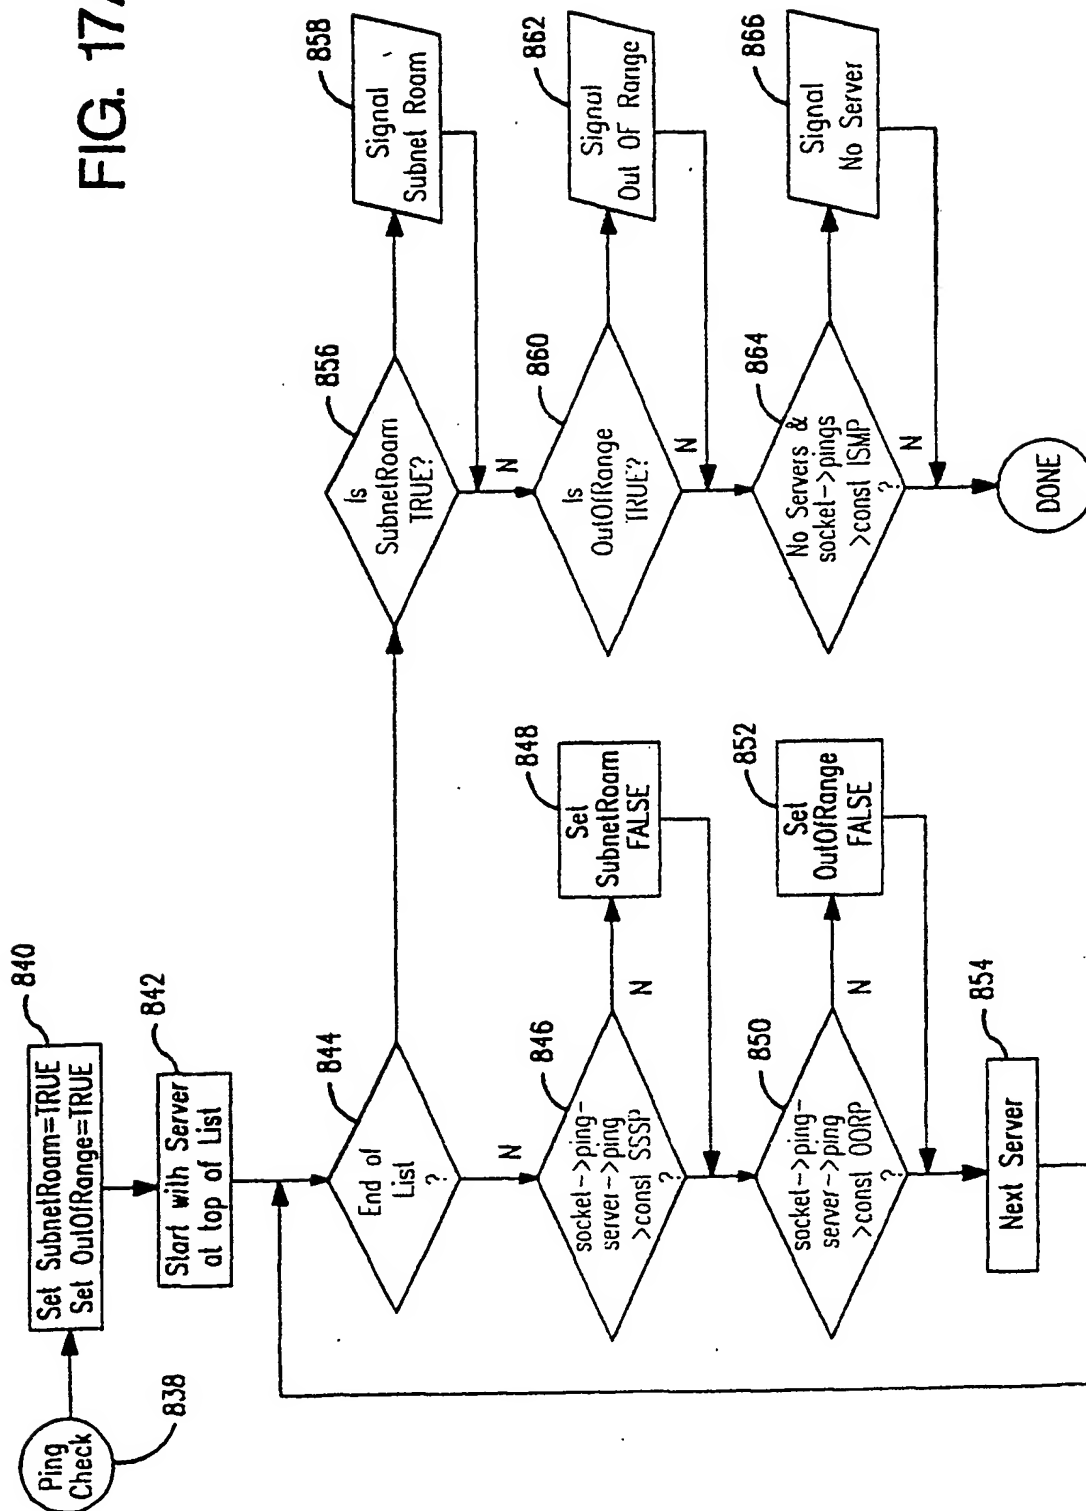 FIG. 17A
Ping
Check
838
Set SubnetRoam=TRUE
Set OutOfRange=TRUE
840
Start with Server
at top of List
842
End of
List
?
844
N
socket->ping-
server->ping
>const SSSP
?
846
N
Set
SubnetRoam
FALSE
848
socket->ping-
server->ping
>const OORP
?
850
N
Set
OutOfRange
FALSE
852
Next Server
854
Is
SubnetRoam
TRUE?
856
N
Signal
Subnet Roam
858
Is
OutOfRange
TRUE?
860
N
Signal
Out OF Range
862
No Servers &
socket->pings
>const ISMP
?
864
N
Signal
No Server
866
DONE